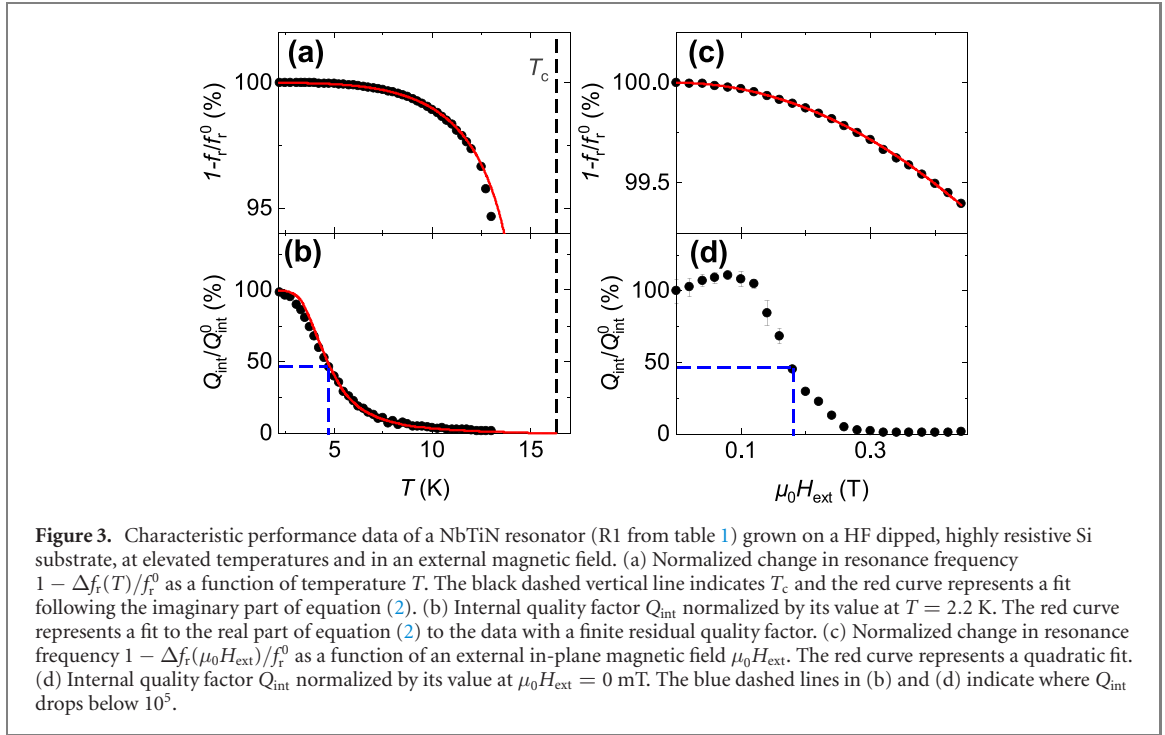 (a)
T_c
100
95
1-f_r/f_r^0 (%)
(c)
100.0
99.5
1-f_r/f_r^0 (%)
(b)
100
50
0
Q_int/Q_int^0 (%)
5 10 15
T (K)
(d)
100
50
0
Q_int/Q_int^0 (%)
0.1 0.3
μ_0H_ext (T)
Figure 3. Characteristic performance data of a NbTiN resonator (R1 from table 1) grown on a HF dipped, highly resistive Si
substrate, at elevated temperatures and in an external magnetic field. (a) Normalized change in resonance frequency
1 − Δf_r(T)/f_r^0 as a function of temperature T. The black dashed vertical line indicates T_c and the red curve represents a fit
following the imaginary part of equation (2). (b) Internal quality factor Q_int normalized by its value at T = 2.2 K. The red curve
represents a fit to the real part of equation (2) to the data with a finite residual quality factor. (c) Normalized change in resonance
frequency 1 − Δf_r(μ_0H_ext)/f_r^0 as a function of an external in-plane magnetic field μ_0H_ext. The red curve represents a quadratic fit.
(d) Internal quality factor Q_int normalized by its value at μ_0H_ext = 0 mT. The blue dashed lines in (b) and (d) indicate where Q_int
drops below 10^5.